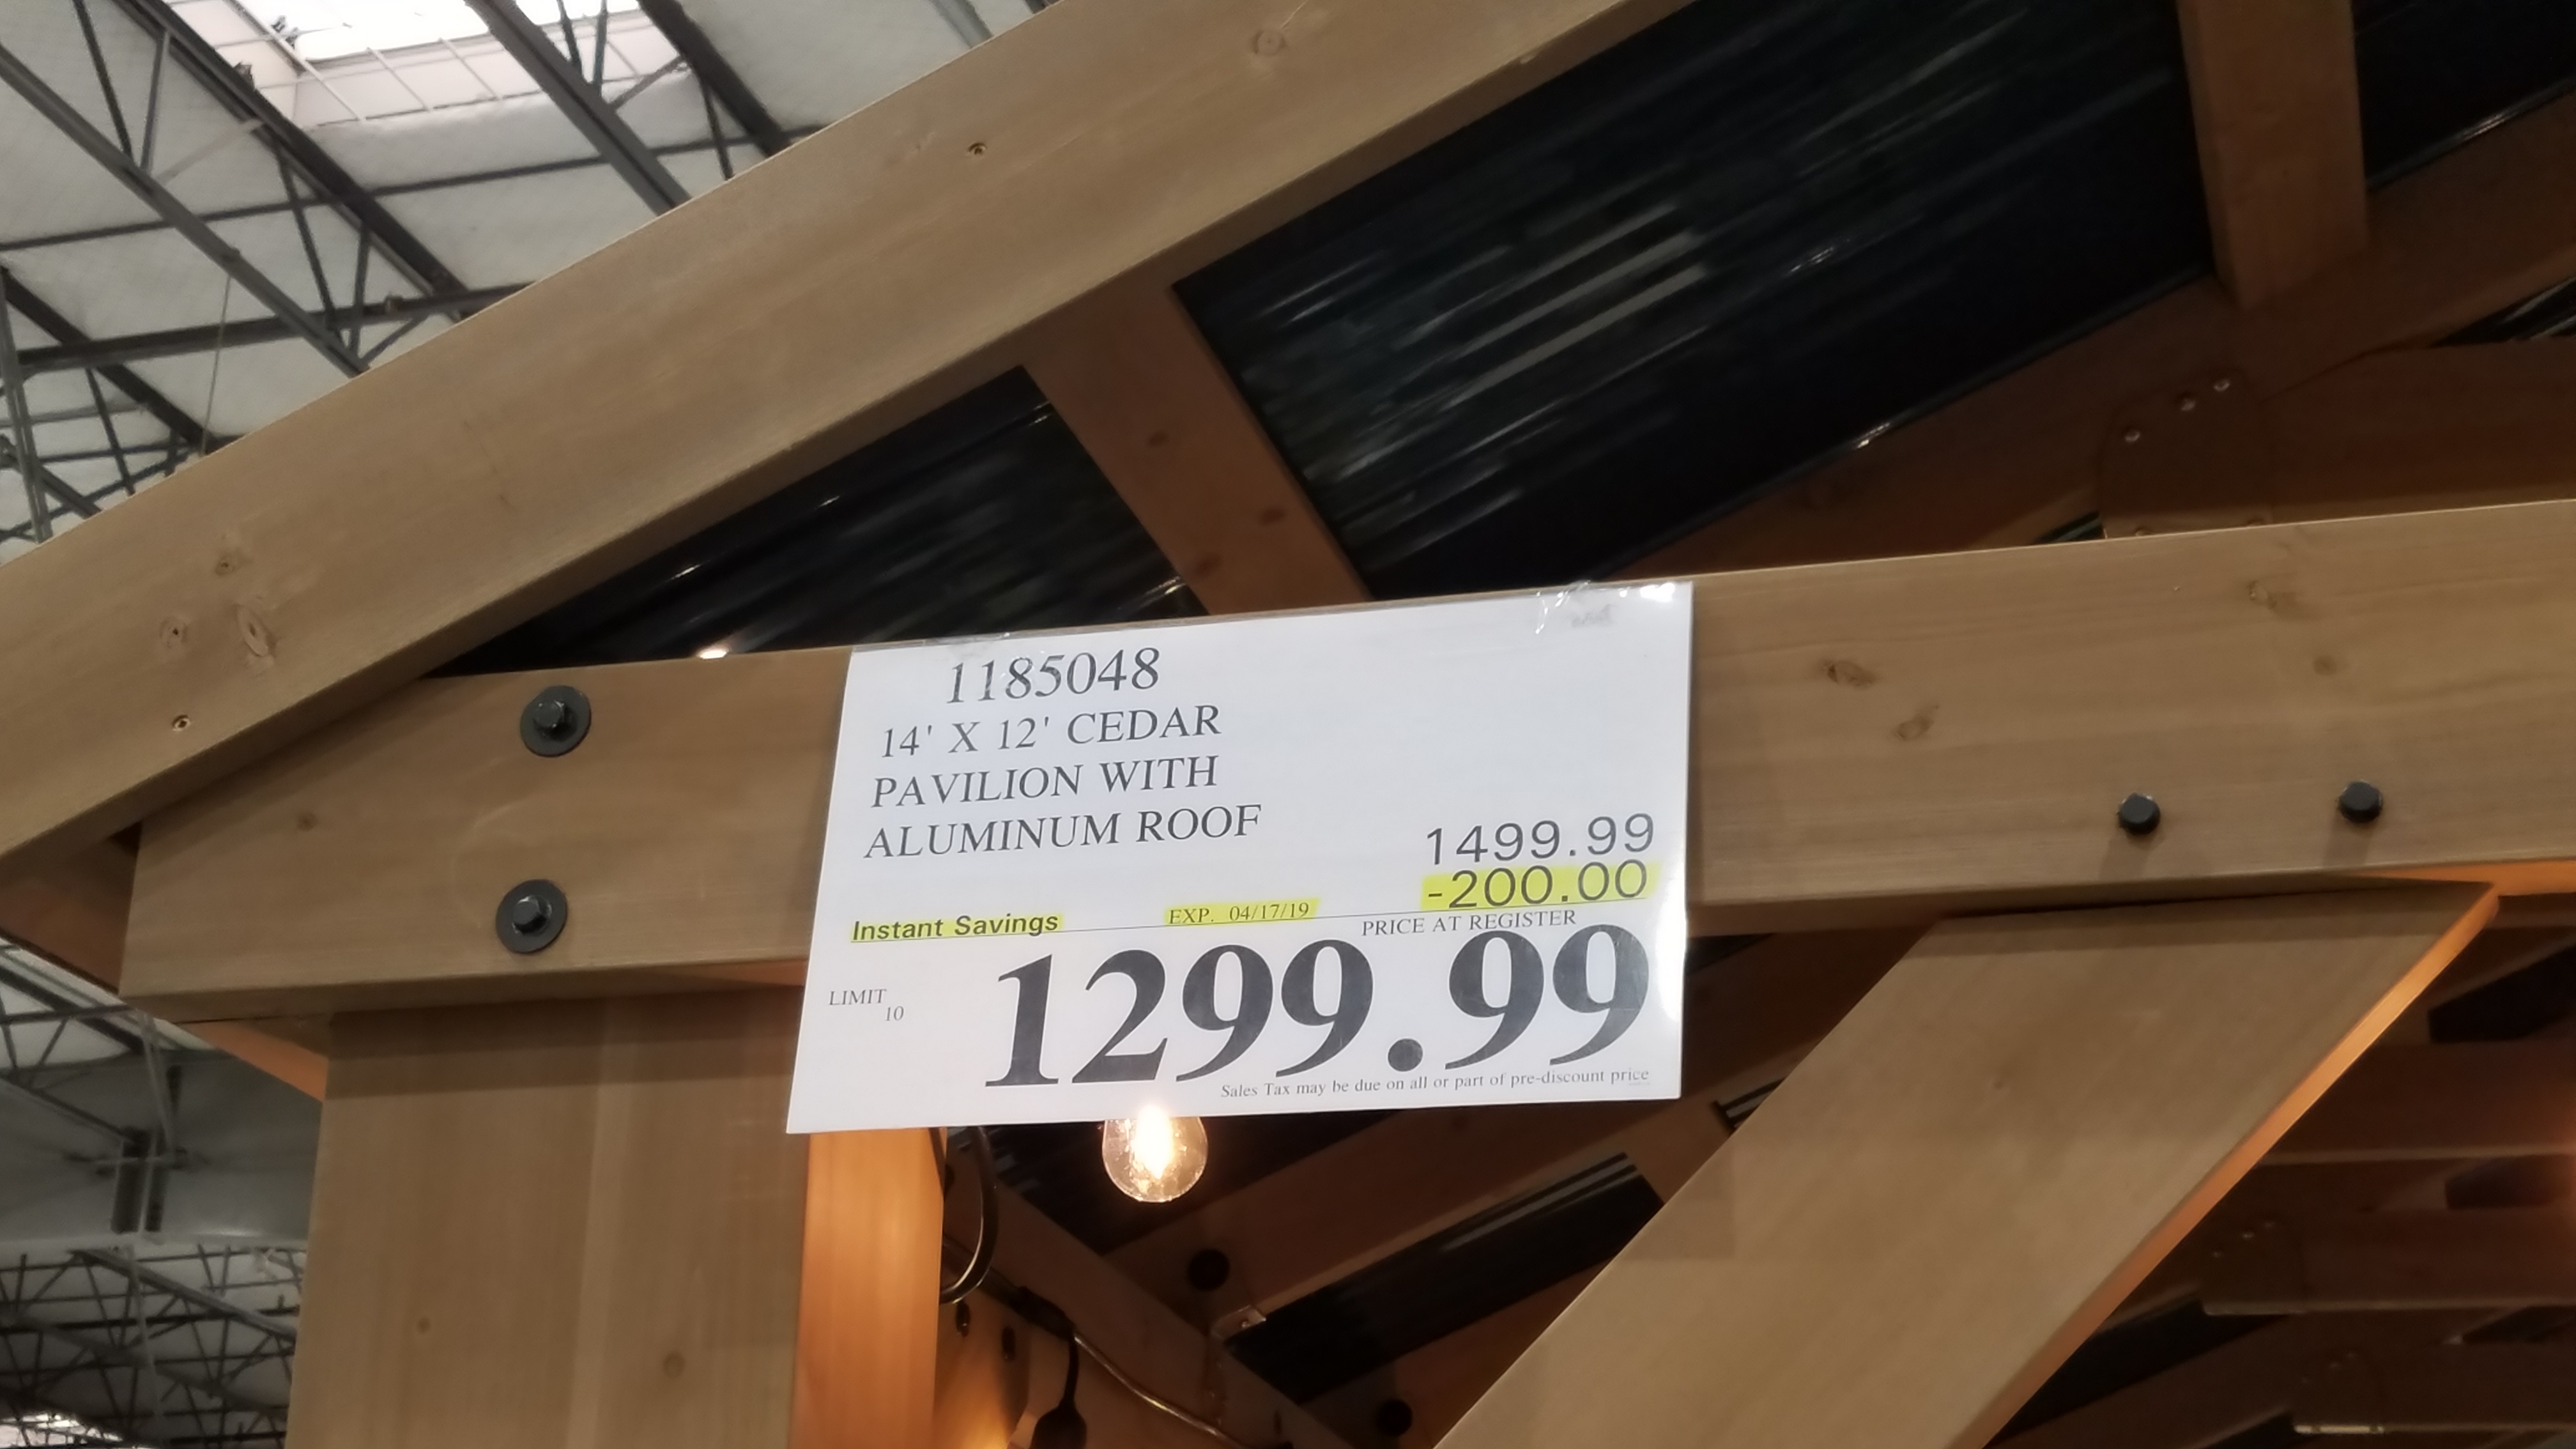 1185048
14' X 12' CEDAR
PAVILION WITH
ALUMINUM ROOF
1499.99
-200.00
Instant Savings EXP. 04/17/19 PRICE AT REGISTER
1299.99
LIMIT
10
Sales Tax may be due on all or part of pre-discount price